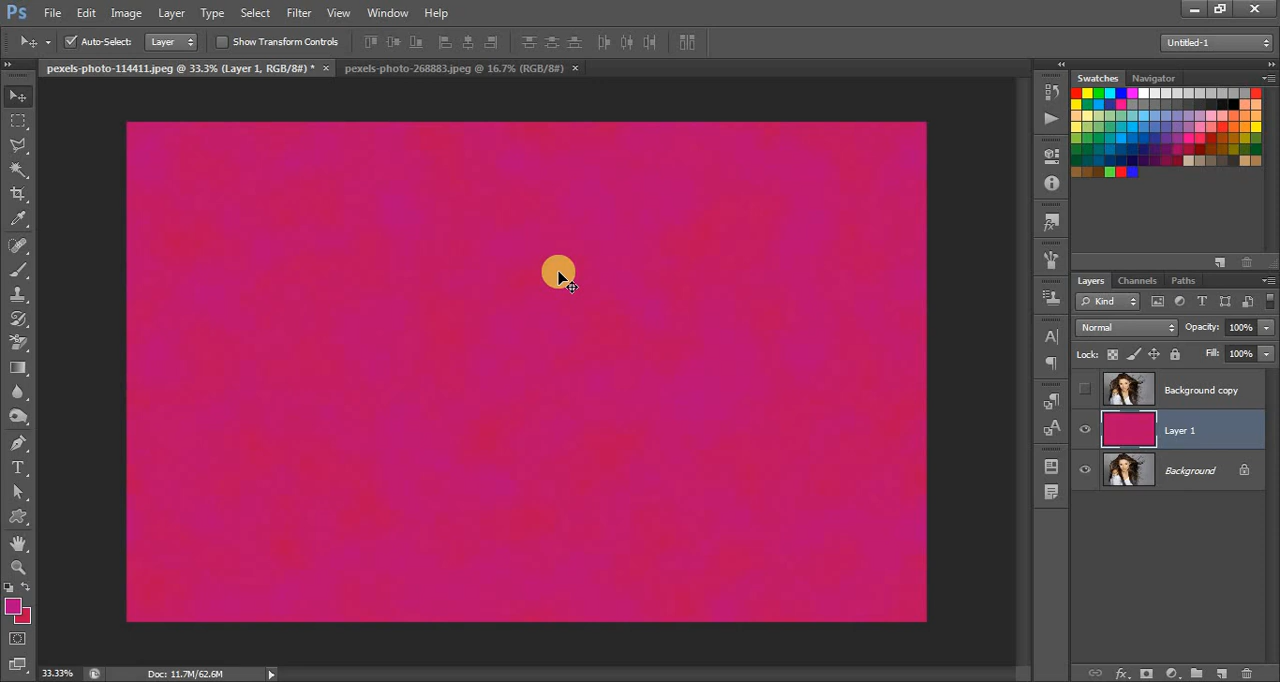 Ps File Edit Image Layer Type Select Filter View Window Help
Auto-Select: Layer Show Transform Controls Untitled-1
pexels-photo-114411.jpeg @ 33.3% (Layer 1, RGB/8#) * × pexels-photo-268883.jpeg @ 16.7% (RGB/8#) ×
Swatches Navigator
Layers Channels Paths
Kind
Normal Opacity: 100%
Lock: Fill: 100%
Background copy
Layer 1
Background
33.33% Doc: 11.7M/62.6M